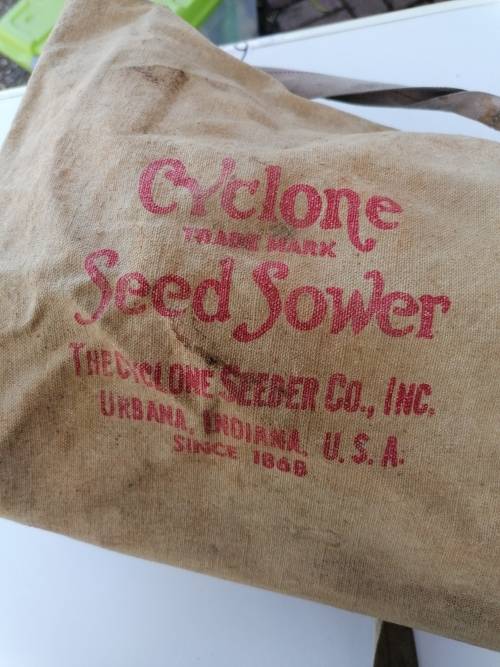 Cyclone
TRADE MARK
Seed Sower
THE CYCLONE SEEDER CO., INC.
URBANA, INDIANA, U.S.A.
SINCE 1868